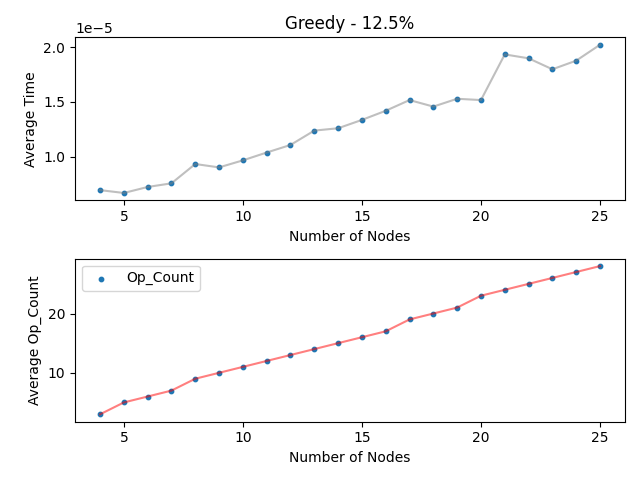 Greedy - 12.5%
1e−5
2.0
1.5
1.0
Average Time
5 10 15 20 25
Number of Nodes
Op_Count
20
10
Average Op_Count
5 10 15 20 25
Number of Nodes